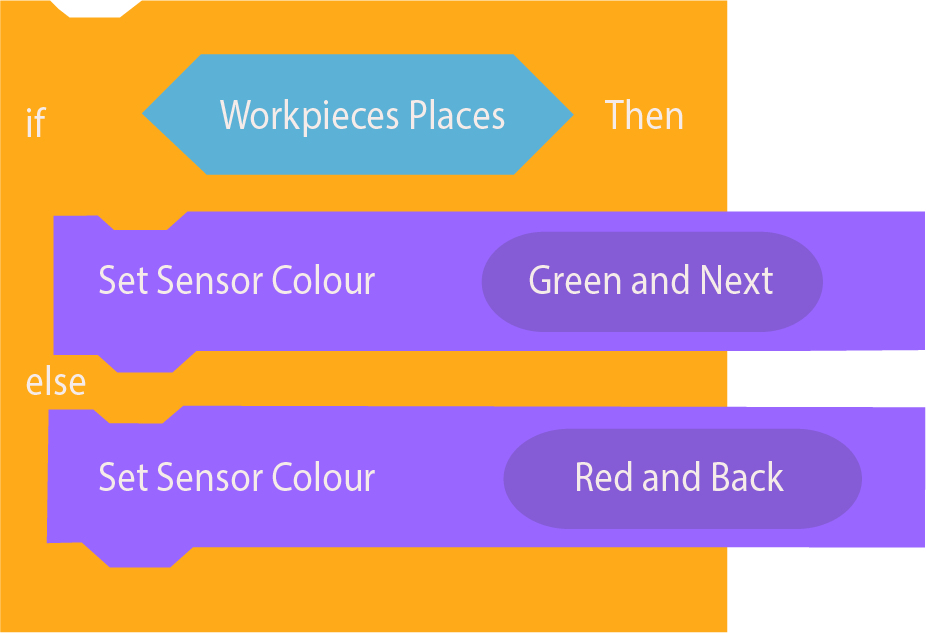 if Workpieces Places Then
Set Sensor Colour Green and Next
else
Set Sensor Colour Red and Back